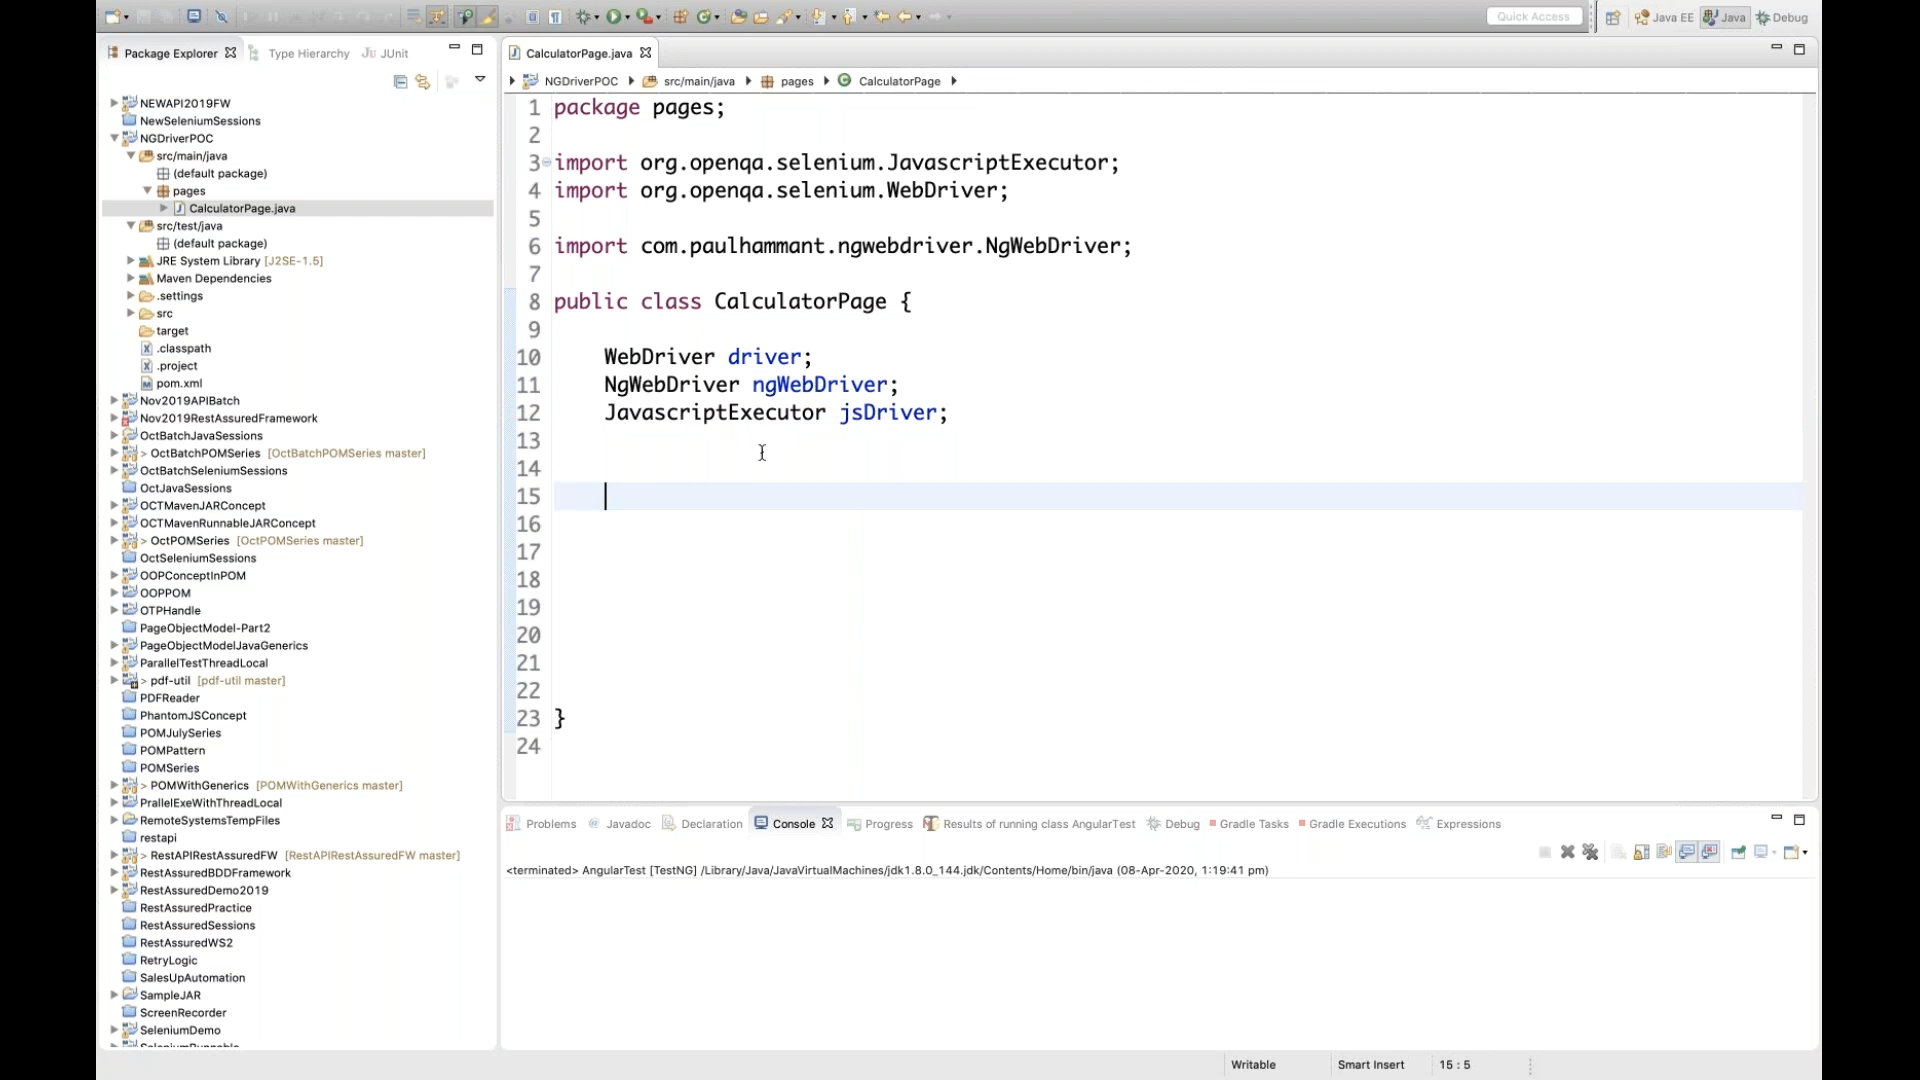 Quick Access
Java EE
Java
Debug
Package Explorer
Type Hierarchy
Ju JUnit
NEWAPI2019FW
NewSeleniumSessions
NGDriverPOC
src/main/java
(default package)
pages
CalculatorPage.java
src/test/java
(default package)
JRE System Library [J2SE-1.5]
Maven Dependencies
.settings
src
target
.classpath
.project
pom.xml
Nov2019APIBatch
Nov2019RestAssuredFramework
OctBatchJavaSessions
> OctBatchPOMSeries [OctBatchPOMSeries master]
OctBatchSeleniumSessions
OctJavaSessions
OCTMavenJARConcept
OCTMavenRunnableJARConcept
> OctPOMSeries [OctPOMSeries master]
OctSeleniumSessions
OOPConceptInPOM
OOPPOM
OTPHandle
PageObjectModel-Part2
PageObjectModelJavaGenerics
ParallelTestThreadLocal
> pdf-util [pdf-util master]
PDFReader
PhantomJSConcept
POMJulySeries
POMPattern
POMSeries
> POMWithGenerics [POMWithGenerics master]
PrallelExeWithThreadLocal
RemoteSystemsTempFiles
restapi
> RestAPIRestAssuredFW [RestAPIRestAssuredFW master]
RestAssuredBDDFramework
RestAssuredDemo2019
RestAssuredPractice
RestAssuredSessions
RestAssuredWS2
RetryLogic
SalesUpAutomation
SampleJAR
ScreenRecorder
SeleniumDemo
CalculatorPage.java
NGDriverPOC
src/main/java
pages
CalculatorPage
1 package pages;
2
3 import org.openqa.selenium.JavascriptExecutor;
4 import org.openqa.selenium.WebDriver;
5
6 import com.paulhammant.ngwebdriver.NgWebDriver;
7
8 public class CalculatorPage {
9
10 WebDriver driver;
11 NgWebDriver ngWebDriver;
12 JavascriptExecutor jsDriver;
13
14
15
16
17
18
19
20
21
22
23 }
24
Problems
Javadoc
Declaration
Console
Progress
Results of running class AngularTest
Debug
Gradle Tasks
Gradle Executions
Expressions
<terminated> AngularTest [TestNG] /Library/Java/JavaVirtualMachines/jdk1.8.0_144.jdk/Contents/Home/bin/java (08-Apr-2020, 1:19:41 pm)
Writable
Smart Insert
15 : 5